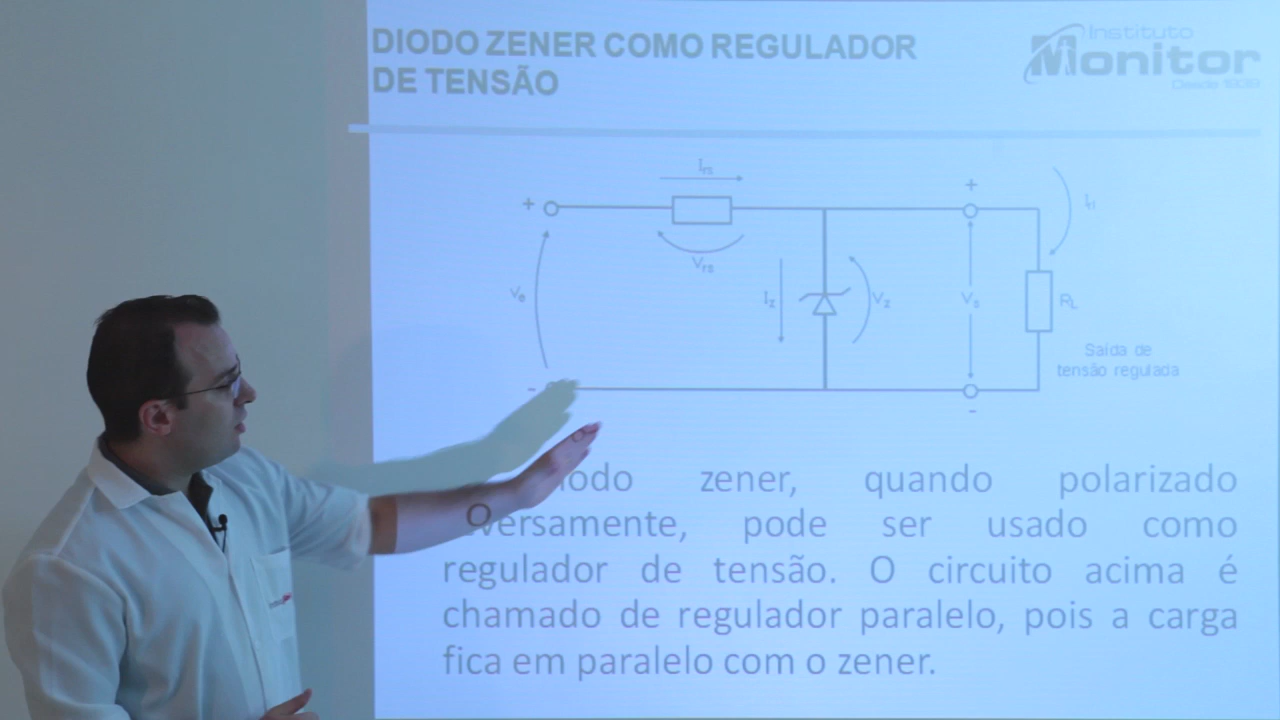 DIODO ZENER COMO REGULADOR
DE TENSÃO
Instituto
Monitor
Desde 1939
Irs
+
+
Vrs
Ve
Iz
Vz
Vs
RL
Saída de
tensão regulada
-
-
O zener, quando polarizado
versamente, pode ser usado como
regulador de tensão. O circuito acima é
chamado de regulador paralelo, pois a carga
fica em paralelo com o zener.